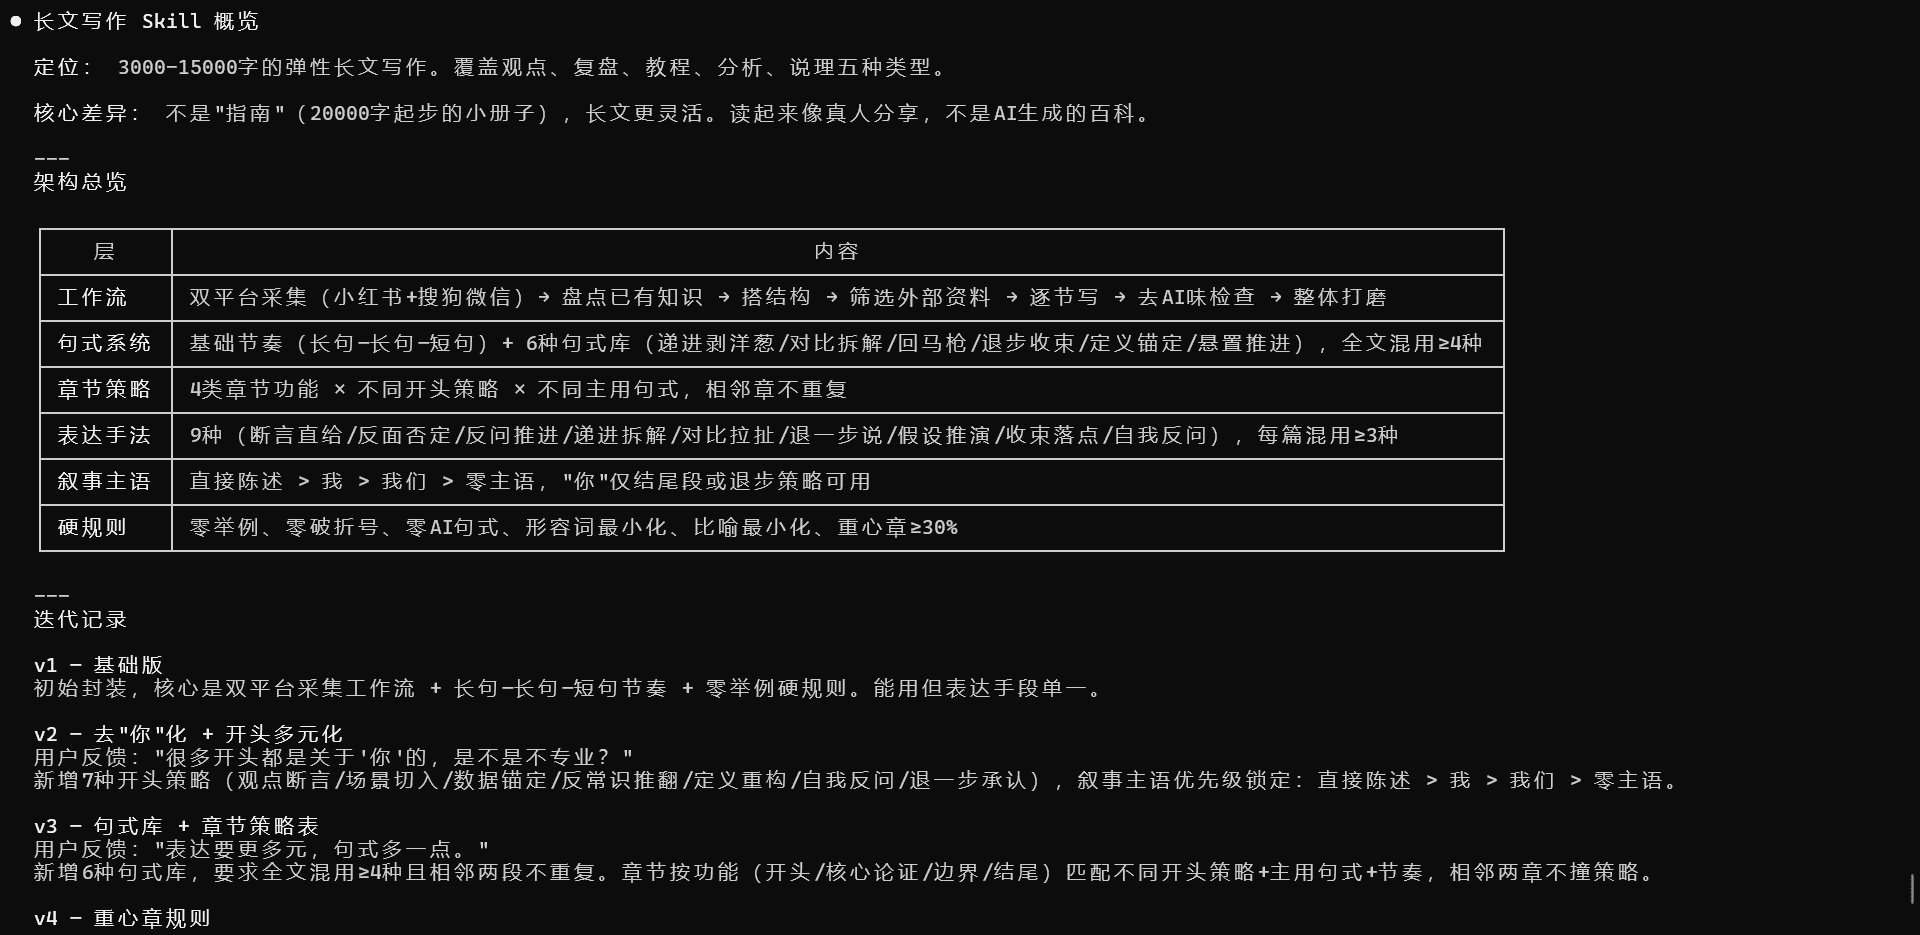 ● 长文写作 Skill 概览
定位： 3000-15000字的弹性长文写作。覆盖观点、复盘、教程、分析、说理五种类型。
核心差异： 不是"指南"（20000字起步的小册子），长文更灵活。读起来像真人分享，不是AI生成的百科。
---
架构总览
层 内容
工作流 双平台采集（小红书+搜狗微信）→ 盘点已有知识 → 搭结构 → 筛选外部资料 → 逐节写 → 去AI味检查 → 整体打磨
句式系统 基础节奏（长句-长句-短句）+ 6种句式库（递进剥洋葱/对比拆解/回马枪/退步收束/定义锚定/悬置推进），全文混用≥4种
章节策略 4类章节功能 × 不同开头策略 × 不同主用句式，相邻章不重复
表达手法 9种（断言直给/反面否定/反问推进/递进拆解/对比拉扯/退一步说/假设推演/收束落点/自我反问），每篇混用≥3种
叙事主语 直接陈述 > 我 > 我们 > 零主语，"你"仅结尾段或退步策略可用
硬规则 零举例、零破折号、零AI句式、形容词最小化、比喻最小化、重心章≥30%
---
迭代记录
v1 - 基础版
初始封装，核心是双平台采集工作流 + 长句-长句-短句节奏 + 零举例硬规则。能用但表达手段单一。
v2 - 去"你"化 + 开头多元化
用户反馈："很多开头都是关于'你'的，是不是不专业？"
新增7种开头策略（观点断言/场景切入/数据锚定/反常识推翻/定义重构/自我反问/退一步承认），叙事主语优先级锁定：直接陈述 > 我 > 我们 > 零主语。
v3 - 句式库 + 章节策略表
用户反馈："表达要更多元，句式多一点。"
新增6种句式库，要求全文混用≥4种且相邻两段不重复。章节按功能（开头/核心论证/边界/结尾）匹配不同开头策略+主用句式+节奏，相邻两章不撞策略。
v4 - 重心章规则